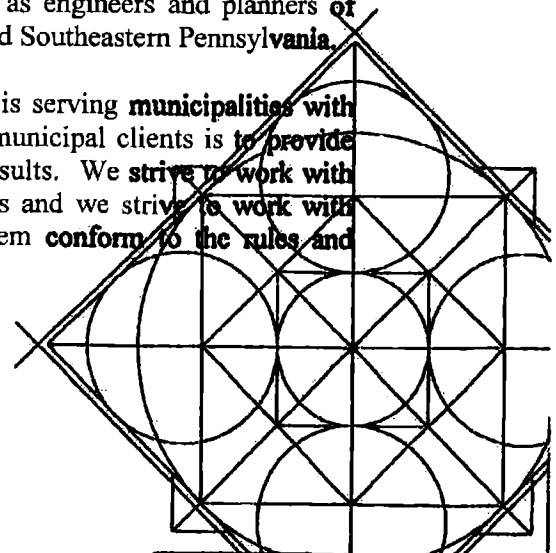 as engineers and planners of
d Southeastern Pennsylvania.
is serving municipalities with
municipal clients is to provide
sults. We strive to work with
s and we strive to work with
em conform to the rules and